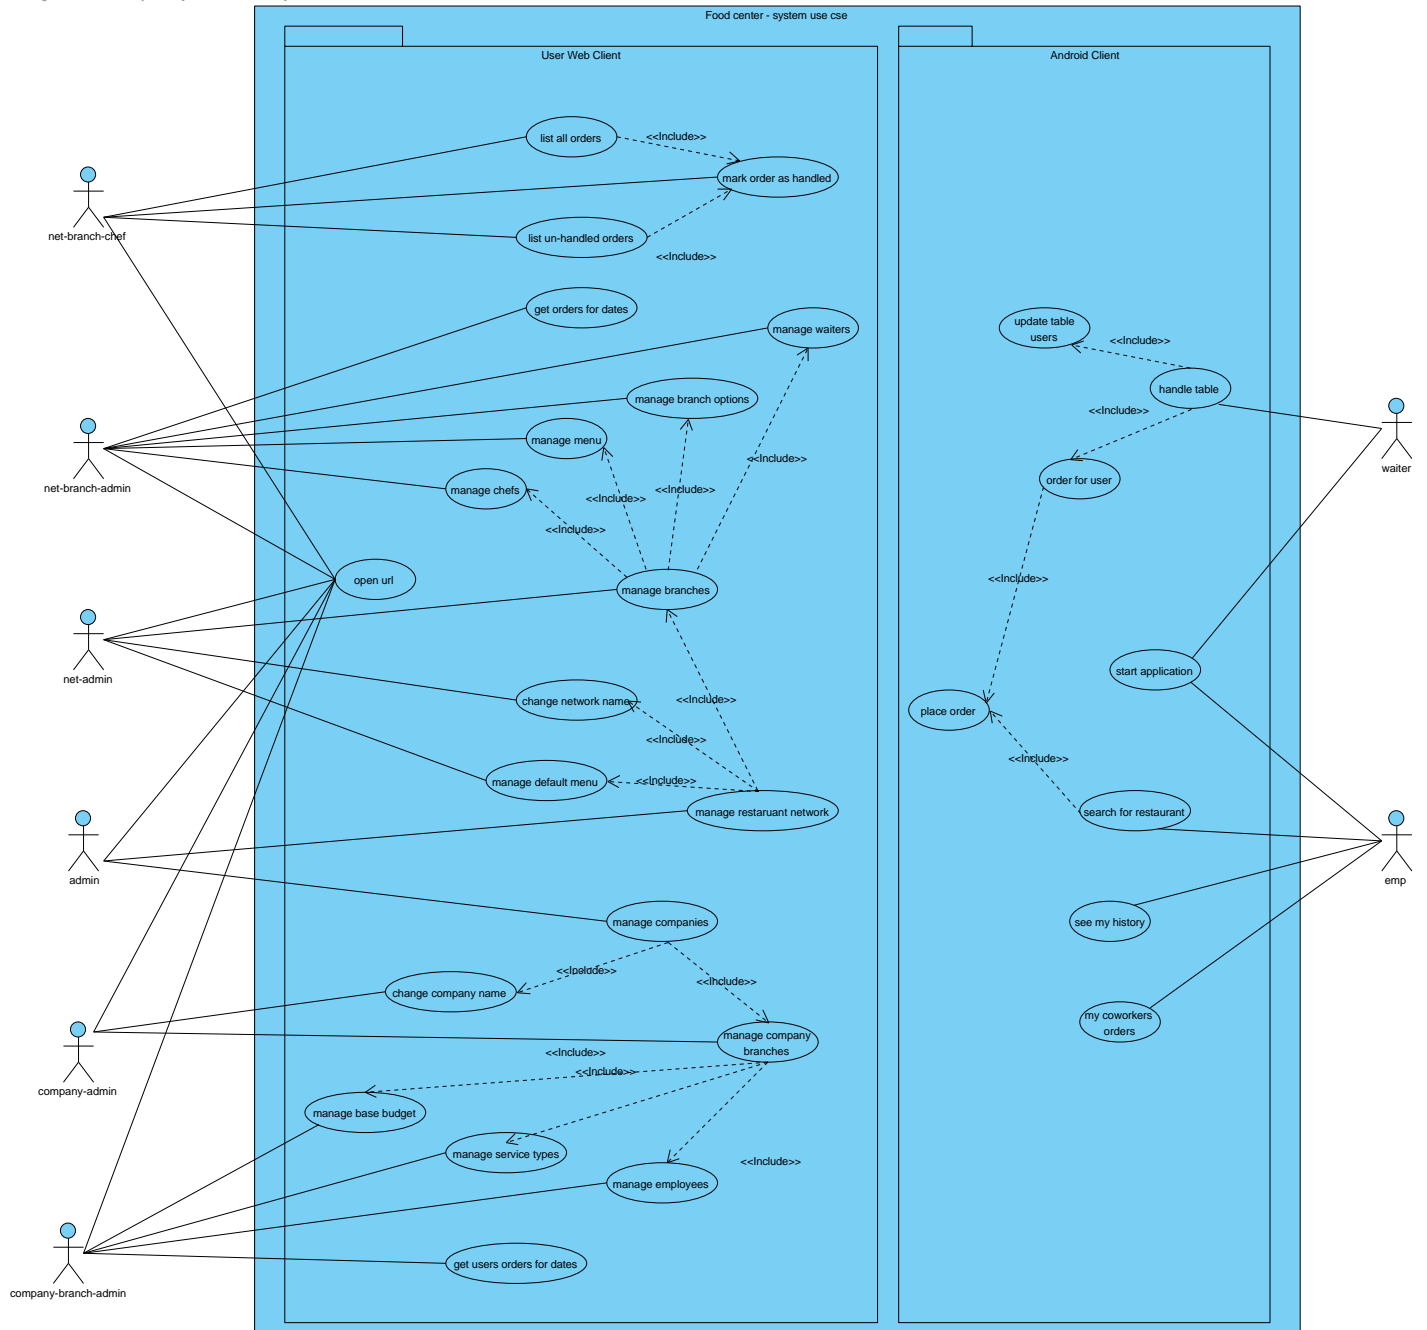 Food center - system use cse
User Web Client
Android Client
list all orders
<<Include>>
mark order as handled
net-branch-chef
list un-handled orders
<<Include>>
get orders for dates
manage waiters
update table
users
<<Include>>
handle table
manage branch options
<<Include>>
manage menu
<<Include>>
waiter
manage chefs
order for user
net-branch-admin
<<Include>>
<<Include>>
<<Include>>
open url
manage branches
<<Include>>
net-admin
start application
change network name
<<Include>>
place order
<<Include>>
<<Include>>
manage default menu
<<Include>>
manage restaruant network
search for restaurant
admin
emp
manage companies
see my history
<<Include>>
<<Include>>
change company name
my coworkers
orders
manage company
branches
<<Include>>
<<Include>>
company-admin
manage base budget
manage service types
<<Include>>
manage employees
get users orders for dates
company-branch-admin